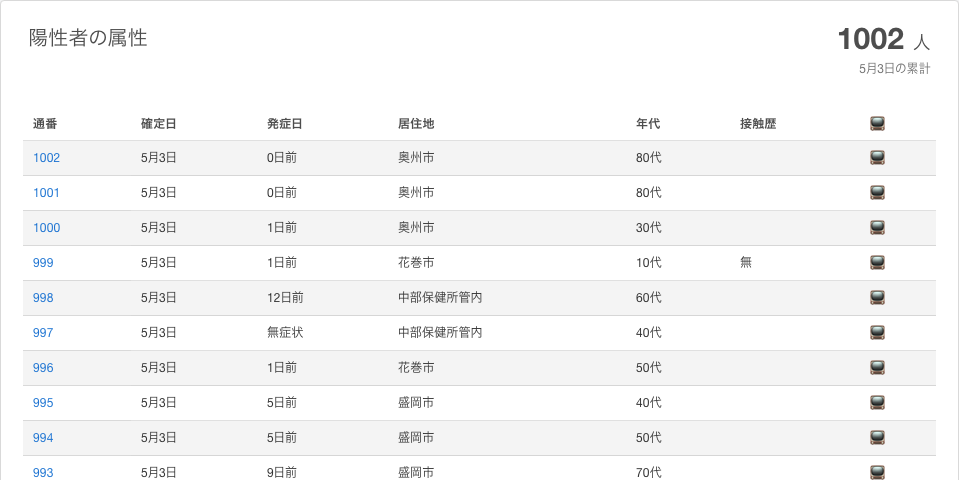 陽性者の属性
1002 人
5月3日の累計
通番 確定日 発症日 居住地 年代 接触歴
1002 5月3日 0日前 奥州市 80代
1001 5月3日 0日前 奥州市 80代
1000 5月3日 1日前 奥州市 30代
999 5月3日 1日前 花巻市 10代 無
998 5月3日 12日前 中部保健所管内 60代
997 5月3日 無症状 中部保健所管内 40代
996 5月3日 1日前 花巻市 50代
995 5月3日 5日前 盛岡市 40代
994 5月3日 5日前 盛岡市 50代
993 5月3日 9日前 盛岡市 70代